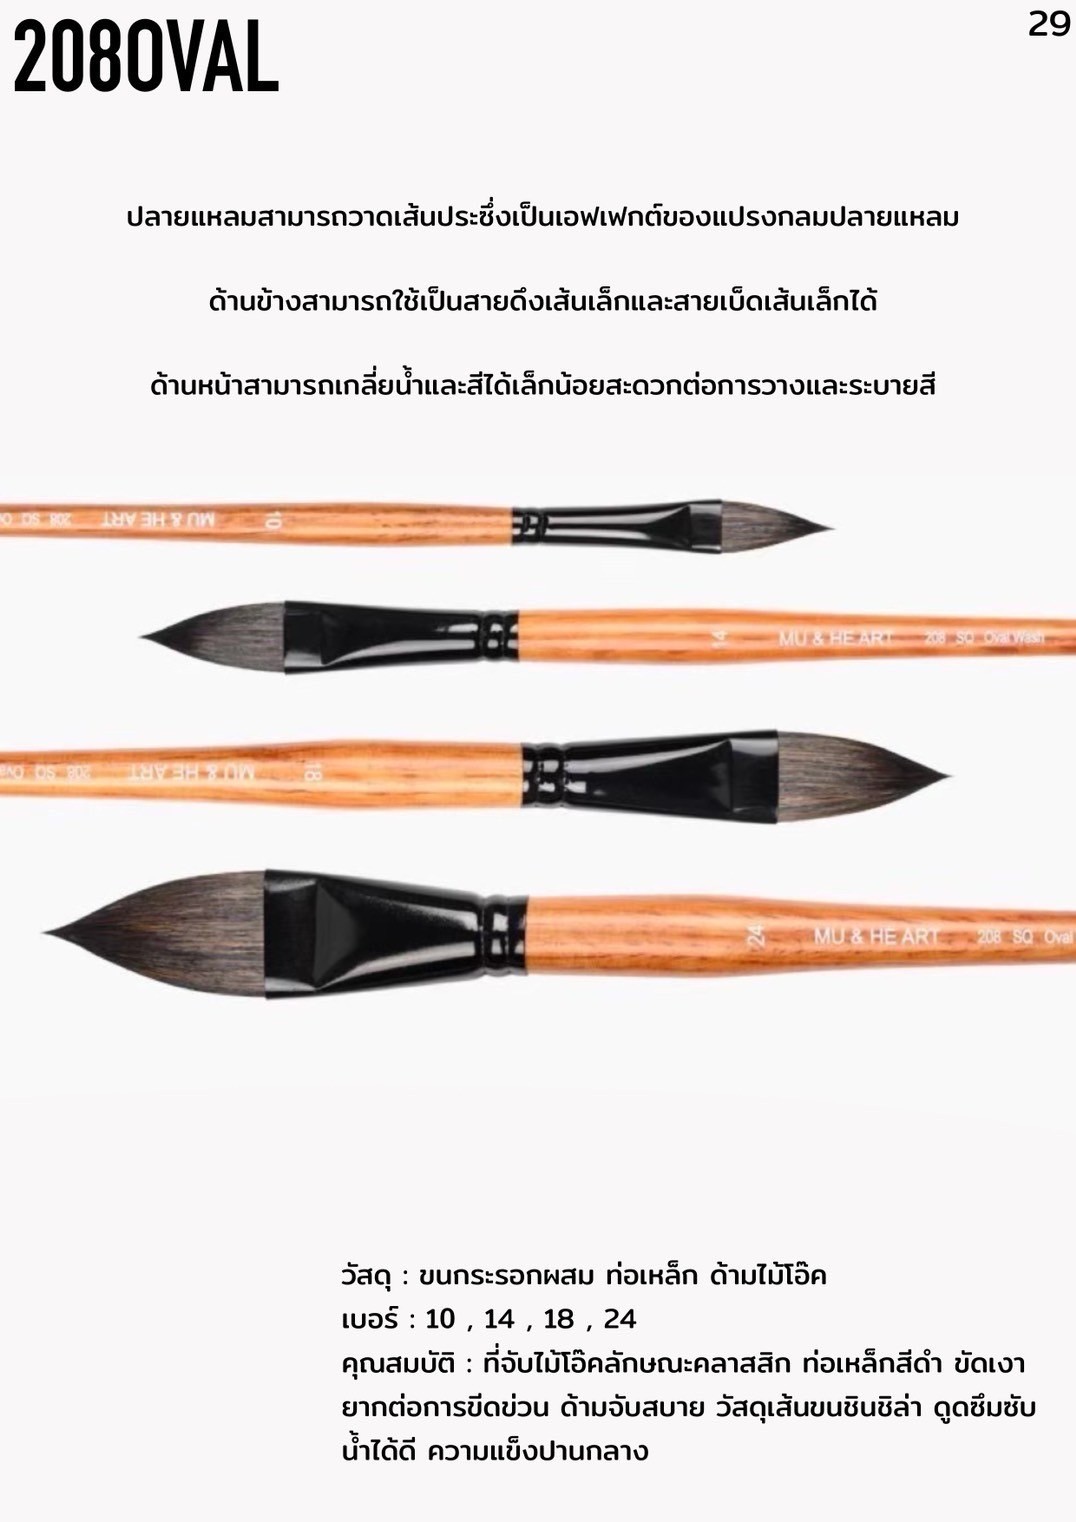 208OVAL
29
ปลายแหลมสามารถวาดเส้นประซึ่งเป็นเอฟเฟกต์ของแปรงกลมปลายแหลม
ด้านข้างสามารถใช้เป็นสายดึงเส้นเล็กและสายเบ็ดเส้นเล็กได้
ด้านหน้าสามารถเกลี่ยน้ำและสีได้เล็กน้อยสะดวกต่อการวางและระบายสี
10 MU & HE ART 208 SQ
14 MU & HE ART 208 SQ Oval Wash
18 MU & HE ART 208 SQ Oval
24 MU & HE ART 208 SQ Oval
วัสดุ : ขนกระรอกผสม ท่อเหล็ก ด้ามไม้โอ๊ค
เบอร์ : 10 , 14 , 18 , 24
คุณสมบัติ : ที่จับไม้โอ๊คลักษณะคลาสสิก ท่อเหล็กสีดำ ขัดเงา
ยากต่อการขีดข่วน ด้ามจับสบาย วัสดุเส้นขนชินชิล่า ดูดซึมซับ
น้ำได้ดี ความแข็งปานกลาง